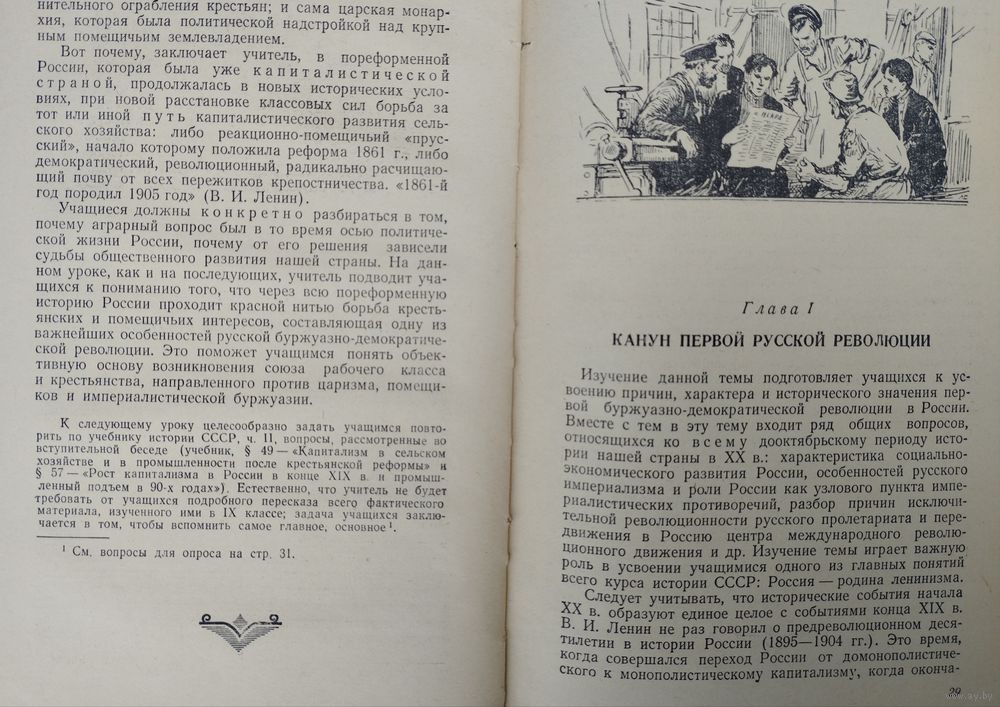 нительного ограбления крестьян; и сама царская монар-
хия, которая была политической надстройкой над круп-
ным помещичьим землевладением.
Вот почему, заключает учитель, в пореформенной
России, которая была уже капиталистической
страной, продолжалась в новых исторических усло-
виях, при новой расстановке классовых сил борьба за
тот или иной путь капиталистического развития сель-
ского хозяйства: либо реакционно-помещичьий «прус-
ский», начало которому положила реформа 1861 г., либо
демократический, революционный, радикально расчищаю-
щий почву от всех пережитков крепостничества. «1861-й
год породил 1905 год» (В. И. Ленин).
Учащиеся должны конкретно разбираться в том,
почему аграрный вопрос был в то время осью политиче-
ской жизни России, почему от его решения зависели
судьбы общественного развития нашей страны. На дан-
ном уроке, как и на последующих, учитель подводит уча-
щихся к пониманию того, что через всю пореформенную
историю России проходит красной нитью борьба кресть-
янских и помещичьих интересов, составляющая одну из
важнейших особенностей русской буржуазно-демократиче-
ской революции. Это поможет учащимся понять объек-
тивную основу возникновения союза рабочего класса
и крестьянства, направленного против царизма, помещи-
ков и империалистической буржуазии.
К следующему уроку целесообразно задать учащимся повто-
рить по учебнику истории СССР, ч. II, вопросы, рассмотренные во
вступительной беседе (учебник, § 49 — «Капитализм в сельском
хозяйстве и в промышленности после крестьянской реформы» и
§ 57 — «Рост капитализма в России в конце XIX в. и промыш-
ленный подъем в 90-х годах»). Естественно, что учитель не будет
требовать от учащихся подробного пересказа всего фактического
материала, изученного ими в IX классе; задача учащихся заклю-
чается в том, чтобы вспомнить самое главное, основное¹.
¹ См. вопросы для опроса на стр. 31.
ИСКРА
Глава I
КАНУН ПЕРВОЙ РУССКОЙ РЕВОЛЮЦИИ
Изучение данной темы подготовляет учащихся к ус-
воению причин, характера и исторического значения пер-
вой буржуазно-демократической революции в России.
Вместе с тем в эту тему входит ряд общих вопросов,
относящихся ко всему дооктябрьскому периоду исто-
рии нашей страны в XX в.: характеристика социально-
экономического развития России, особенностей русского
империализма и роли России как узлового пункта импе-
риалистических противоречий, разбор причин исключи-
тельной революционности русского пролетариата и пере-
движения в Россию центра международного револю-
ционного движения и др. Изучение темы играет важную
роль в усвоении учащимися одного из главных понятий
всего курса истории СССР: Россия — родина ленинизма.
Следует учитывать, что исторические события начала
XX в. образуют единое целое с событиями конца XIX в.
В. И. Ленин не раз говорил о предреволюционном деся-
тилетии в истории России (1895—1904 гг.). Это время,
когда совершался переход России от домонополистиче-
ского к монополистическому капитализму, когда оконча-
29
www.ay.by